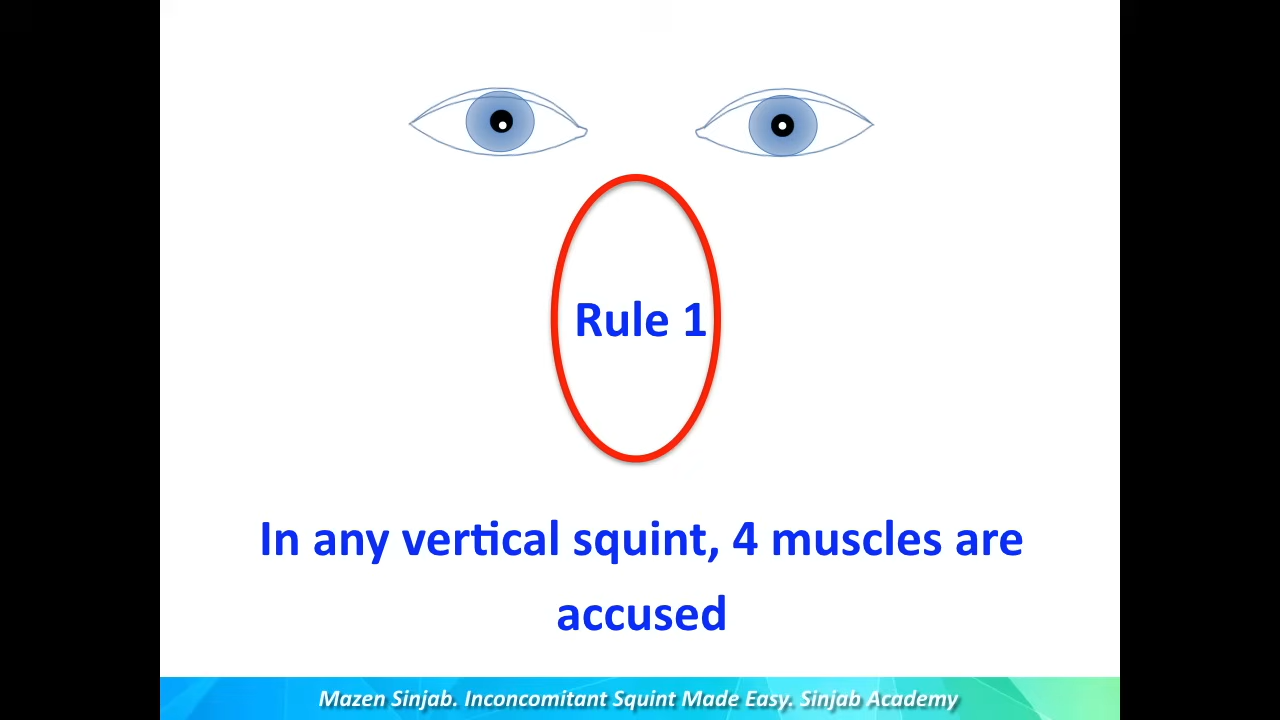 Rule 1
In any vertical squint, 4 muscles are
accused
Mazen Sinjab. Inconcomitant Squint Made Easy. Sinjab Academy